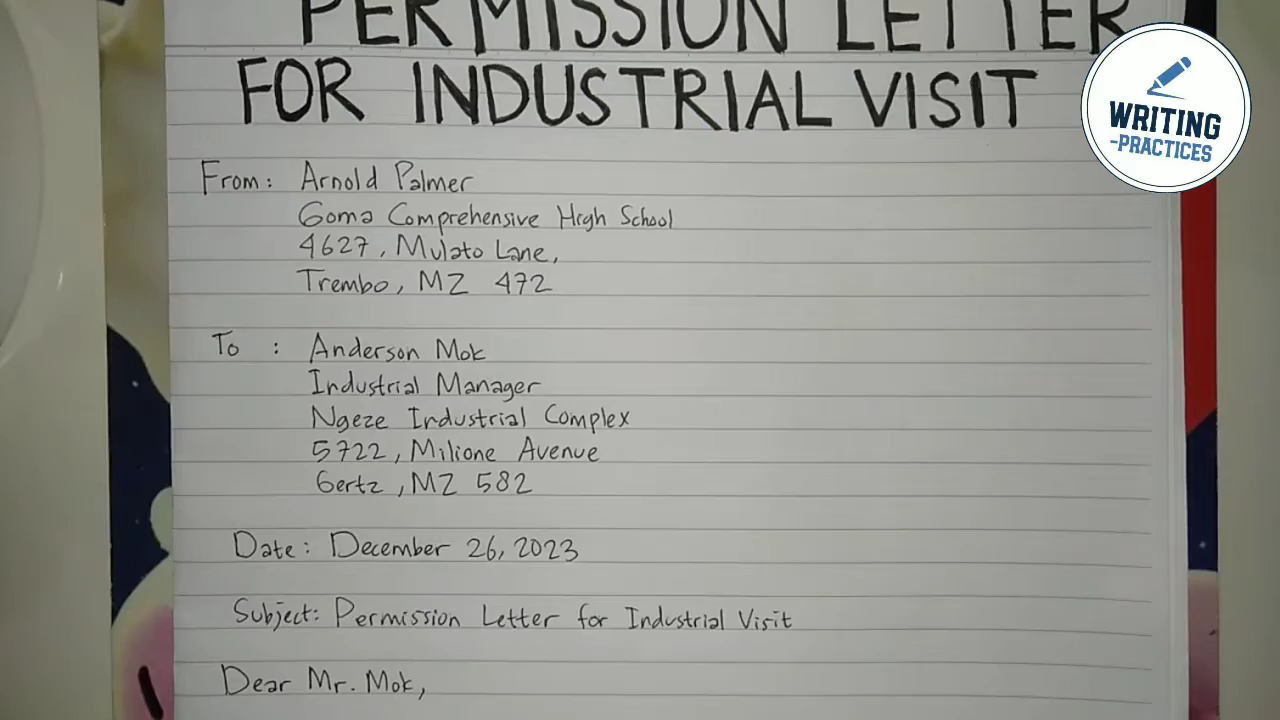 PERMISSION LETTER
FOR INDUSTRIAL VISIT
From: Arnold Palmer
Goma Comprehensive High School
4627, Mulato Lane,
Trembo, MZ 472
To : Anderson Mok
Industrial Manager
Ngeze Industrial Complex
5722, Milione Avenue
Gertz, MZ 582
Date: December 26, 2023
Subject: Permission Letter for Industrial Visit
Dear Mr. Mok,
WRITING
-PRACTICES